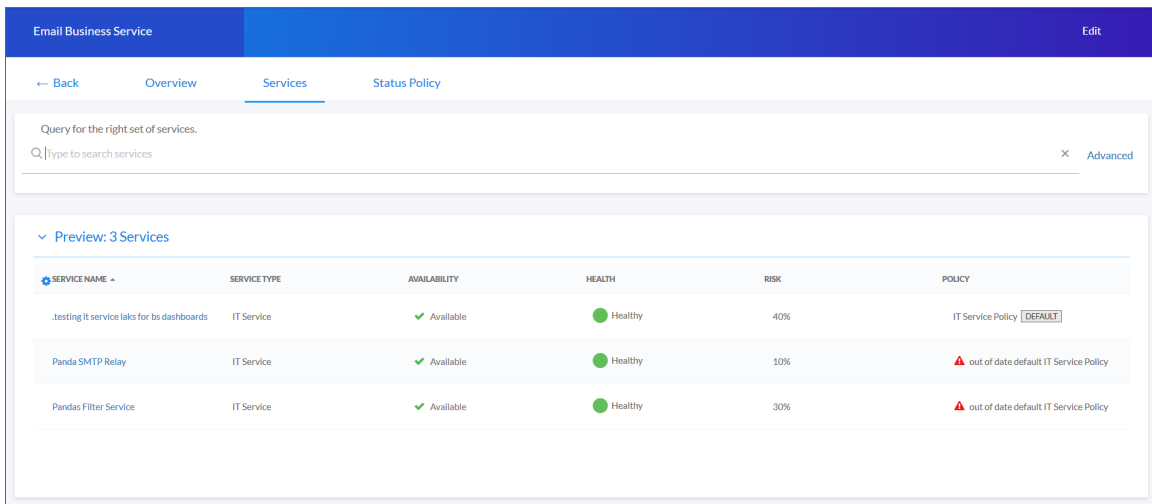 Email Business Service Edit
← Back Overview Services Status Policy
Query for the right set of services.
Type to search services × Advanced
Preview: 3 Services
SERVICE NAME SERVICE TYPE AVAILABILITY HEALTH RISK POLICY
.testing it service laks for bs dashboards IT Service Available Healthy 40% IT Service Policy DEFAULT
Panda SMTP Relay IT Service Available Healthy 10% out of date default IT Service Policy
Pandas Filter Service IT Service Available Healthy 30% out of date default IT Service Policy